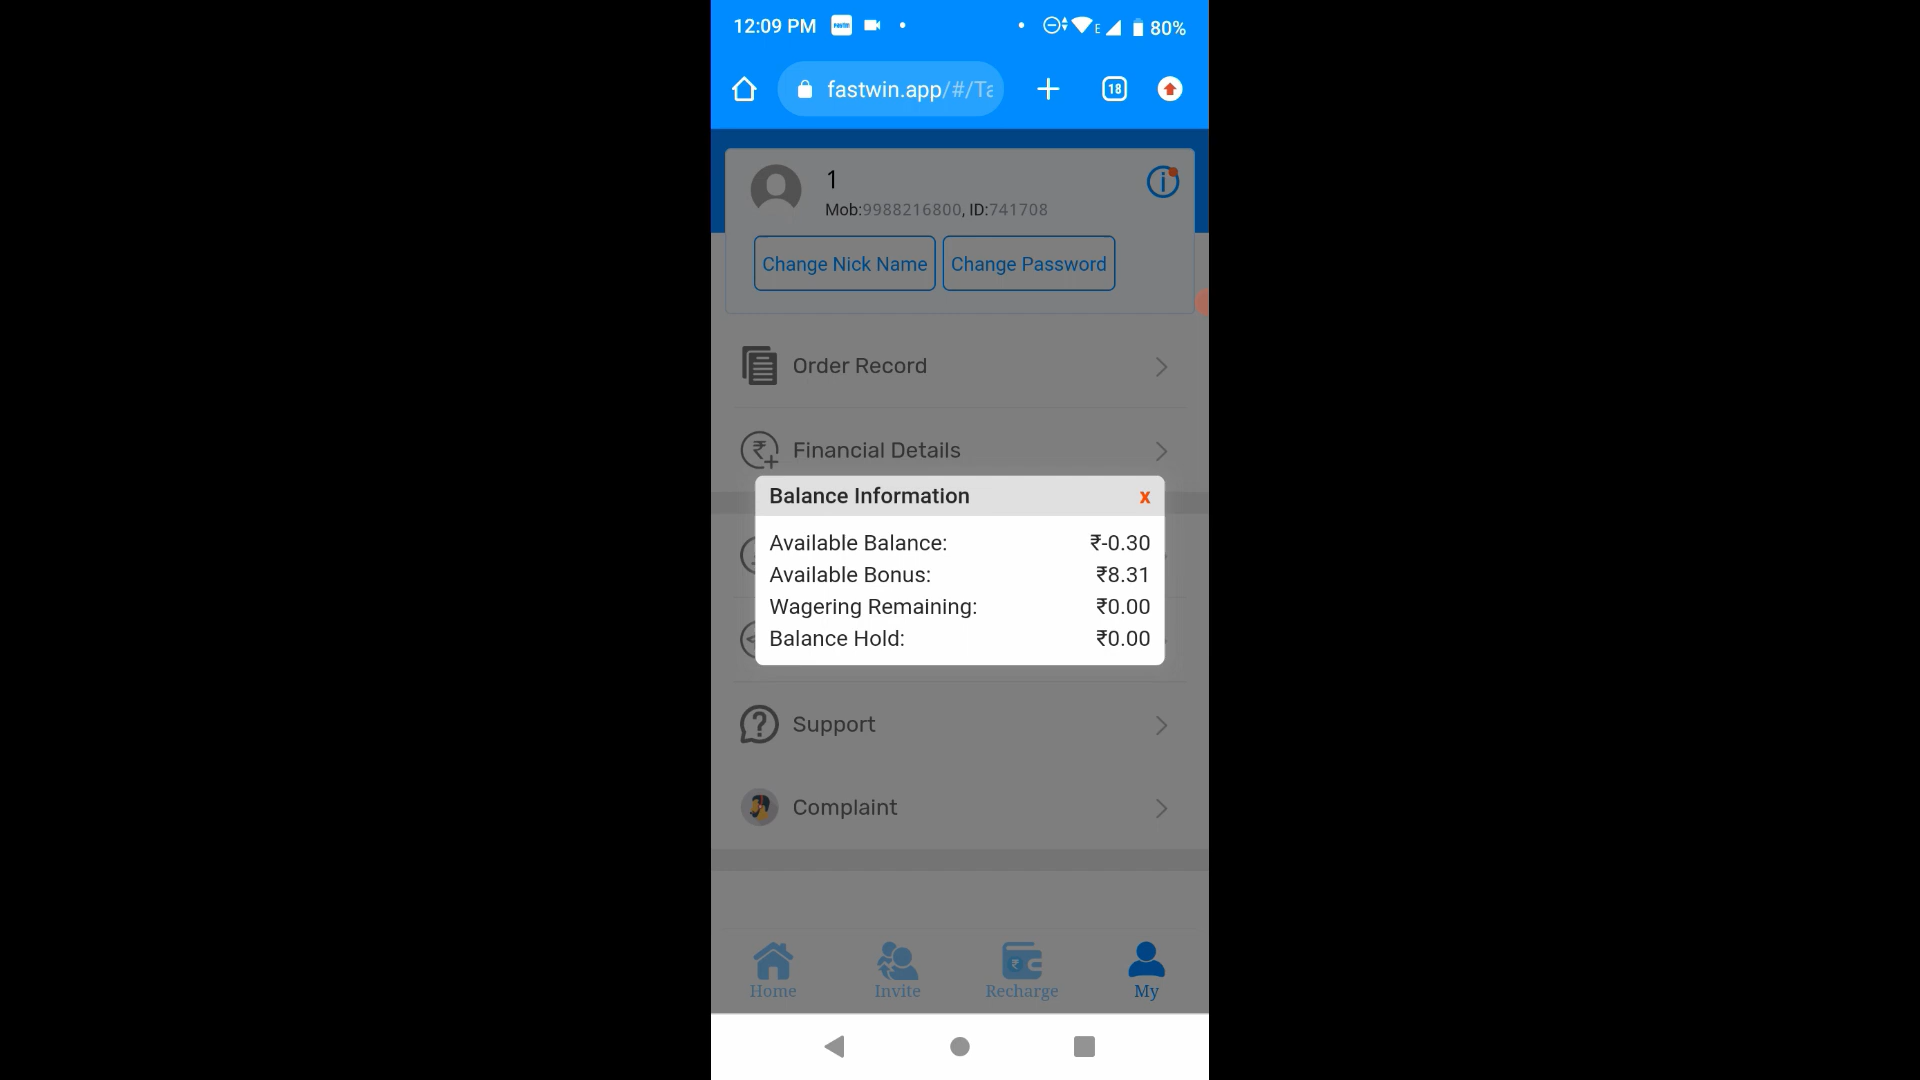 12:09 PM
paytm
E
80%
fastwin.app/#/Ta
18
1
Mob:9988216800, ID:741708
Change Nick Name
Change Password
Order Record
Financial Details
Balance Information
x
Available Balance: ₹-0.30
Available Bonus: ₹8.31
Wagering Remaining: ₹0.00
Balance Hold: ₹0.00
Support
Complaint
Home
Invite
Recharge
My